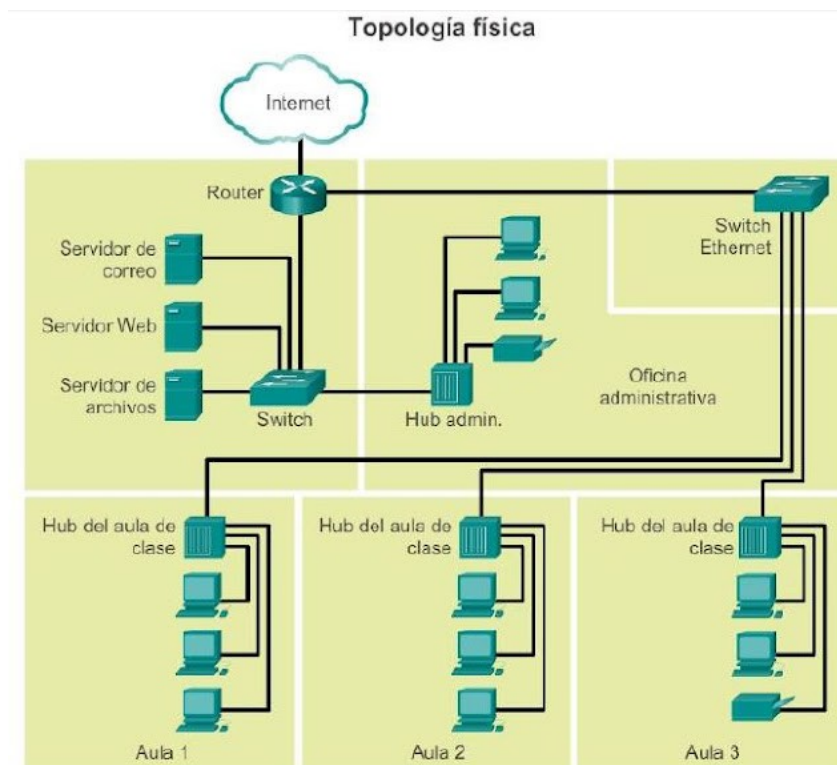 Topología física
Internet
Router
Switch
Ethernet
Servidor de
correo
Servidor Web
Servidor de
archivos
Switch
Hub admin.
Oficina
administrativa
Hub del aula de
clase
Hub del aula de
clase
Hub del aula de
clase
Aula 1
Aula 2
Aula 3